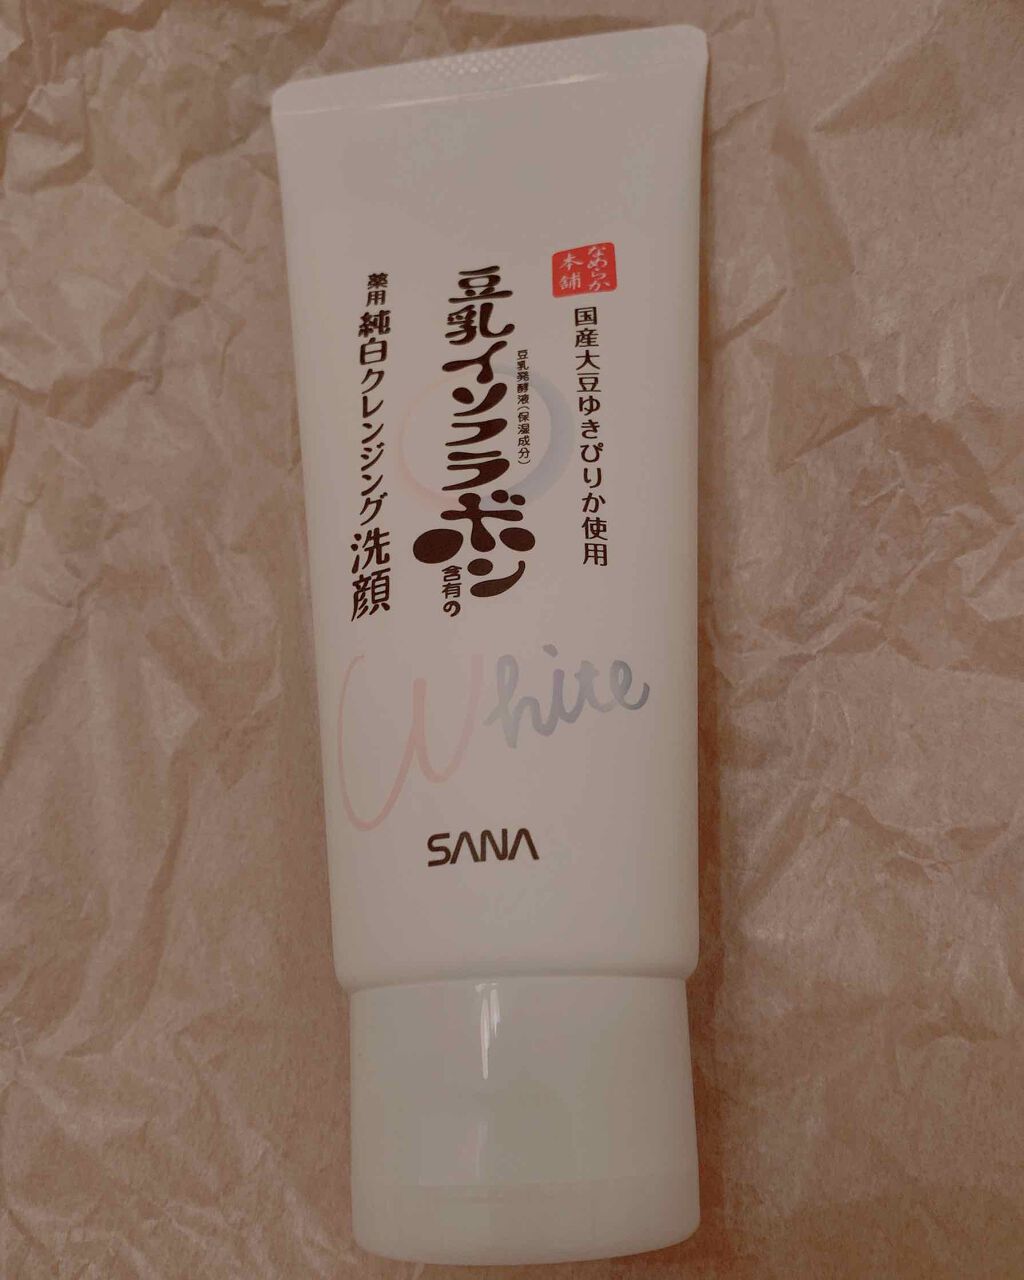 なめらか
本舗
国産大豆ゆきぴりか使用
豆乳発酵液(保湿成分)
豆乳イソフラボン
含有の
薬用純白クレンジング洗顔
White
SANA